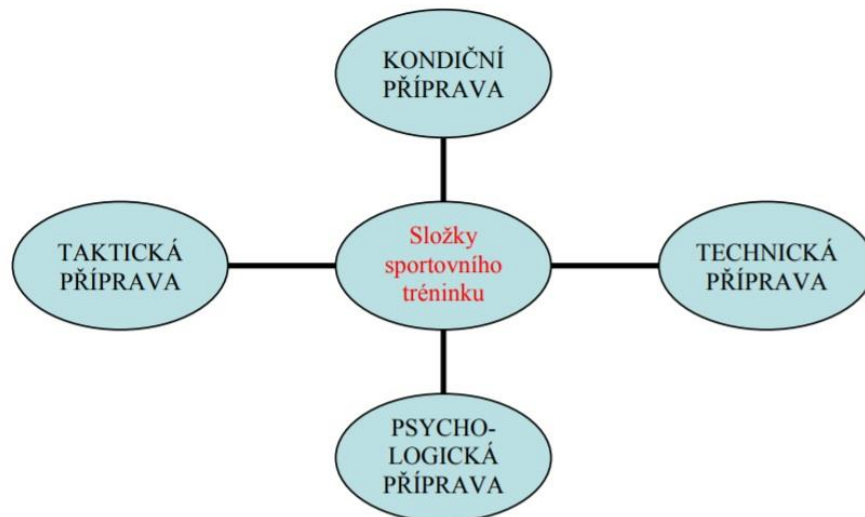 KONDIČNÍ
PŘÍPRAVA
TAKTICKÁ
PŘÍPRAVA
Složky
sportovního
tréninku
TECHNICKÁ
PŘÍPRAVA
PSYCHO-
LOGICKÁ
PŘÍPRAVA